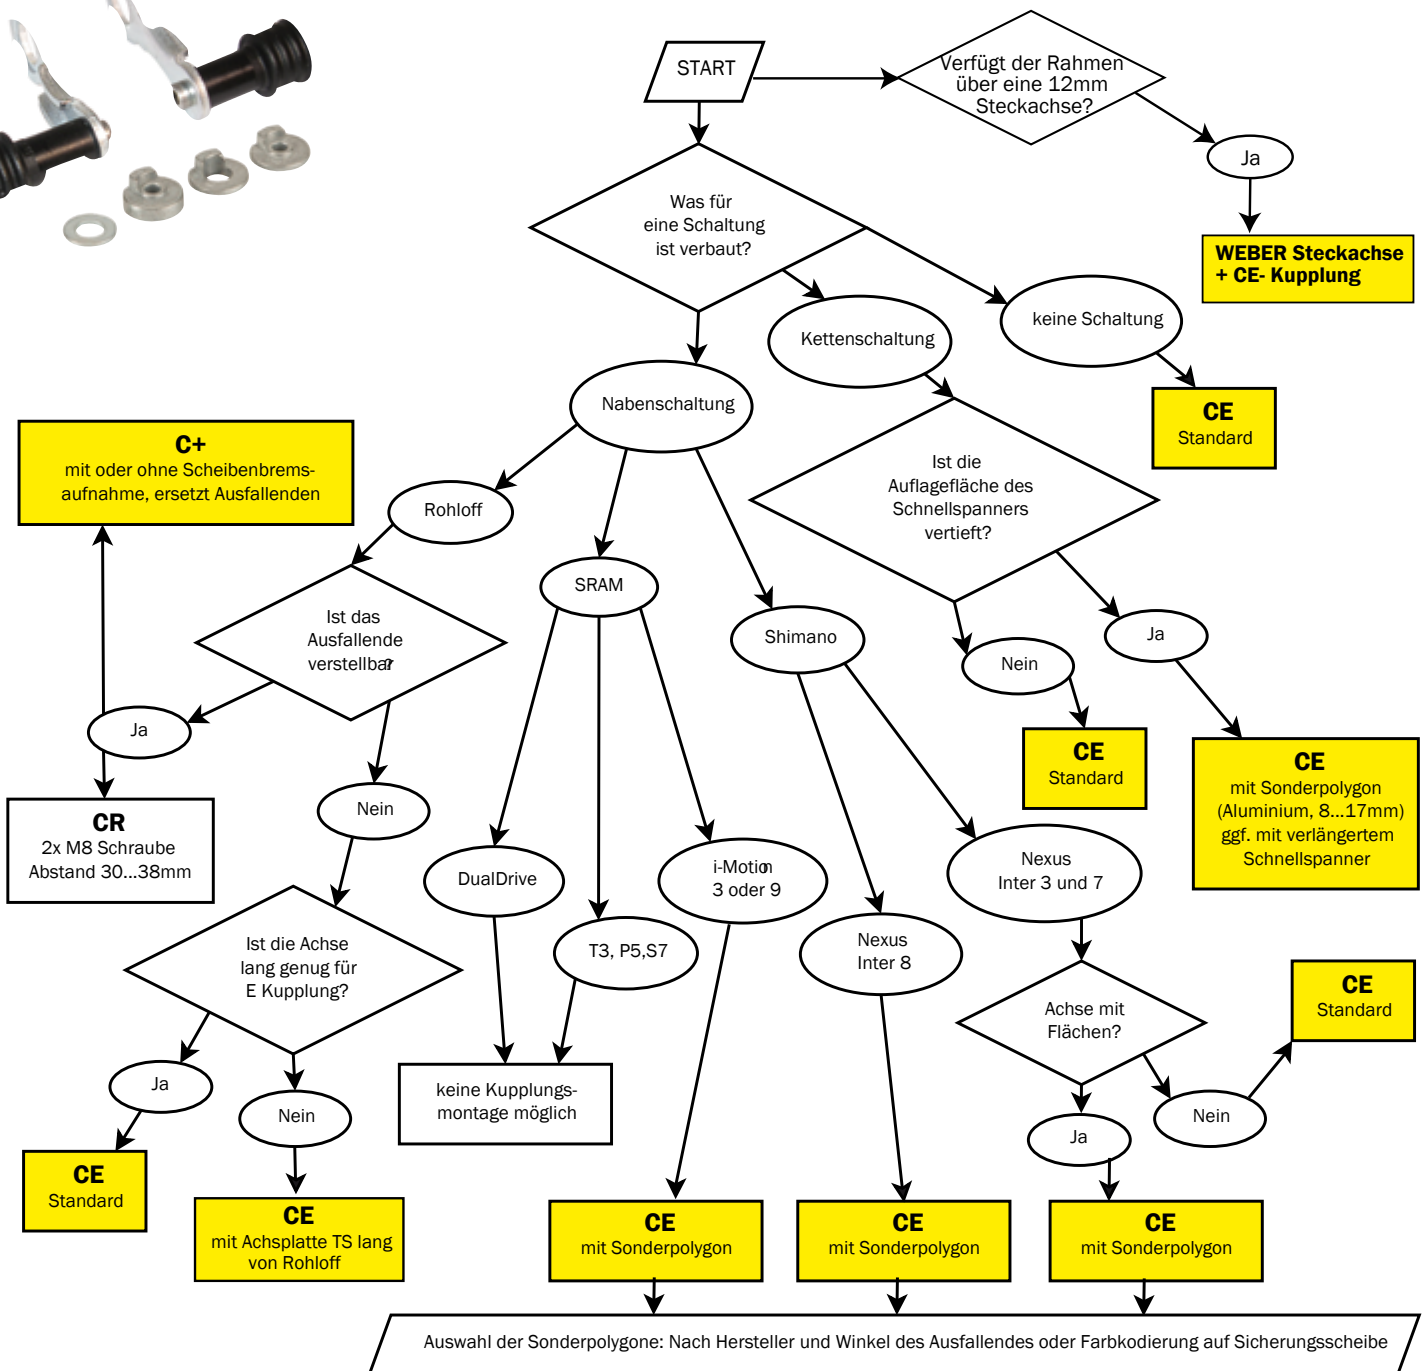 START
Verfügt der Rahmen
über eine 12mm
Steckachse?
Ja
WEBER Steckachse
+ CE- Kupplung
Was für
eine Schaltung
ist verbaut?
keine Schaltung
CE
Standard
Kettenschaltung
Nabenschaltung
C+
mit oder ohne Scheibenbrems-
aufnahme, ersetzt Ausfallenden
Ist die
Auflagefläche des
Schnellspanners
vertieft?
Rohloff
SRAM
Shimano
Ist das
Ausfallende
verstellbar?
Nein
Ja
Ja
CE
Standard
CE
mit Sonderpolygon
(Aluminium, 8...17mm)
ggf. mit verlängertem
Schnellspanner
Nein
CR
2x M8 Schraube
Abstand 30...38mm
DualDrive
i-Motion
3 oder 9
Nexus
Inter 3 und 7
T3, P5,S7
Nexus
Inter 8
Ist die Achse
lang genug für
E Kupplung?
Achse mit
Flächen?
CE
Standard
Ja
Nein
keine Kupplungs-
montage möglich
Ja
Nein
CE
Standard
CE
mit Achsplatte TS lang
von Rohloff
CE
mit Sonderpolygon
CE
mit Sonderpolygon
CE
mit Sonderpolygon
Auswahl der Sonderpolygone: Nach Hersteller und Winkel des Ausfallendes oder Farbkodierung auf Sicherungsscheibe